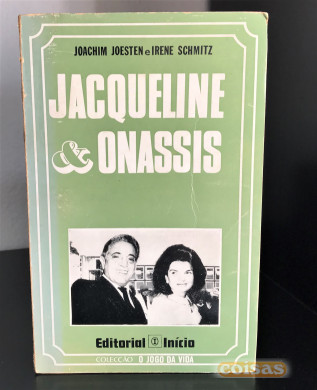 JOACHIM JOESTEN e IRENE SCHMITZ
JACQUELINE
& ONASSIS
Editorial Início
COLECÇÃO O JOGO DA VIDA
coisas